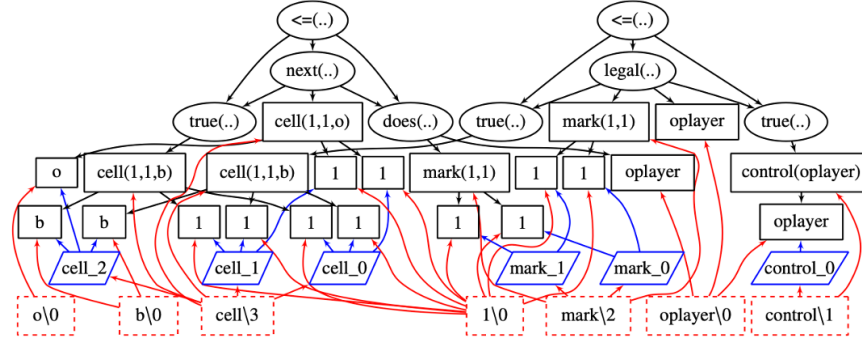 <=(..) <=(..)
next(..) legal(..)
true(..) cell(1,1,o) does(..) true(..) mark(1,1) oplayer true(..)
o cell(1,1,b) cell(1,1,b) 1 1 mark(1,1) 1 1 oplayer control(oplayer)
b b 1 1 1 1 1 1 oplayer
cell_2 cell_1 cell_0 mark_1 mark_0 control_0
o\0 b\0 cell\3 1\0 mark\2 oplayer\0 control\1